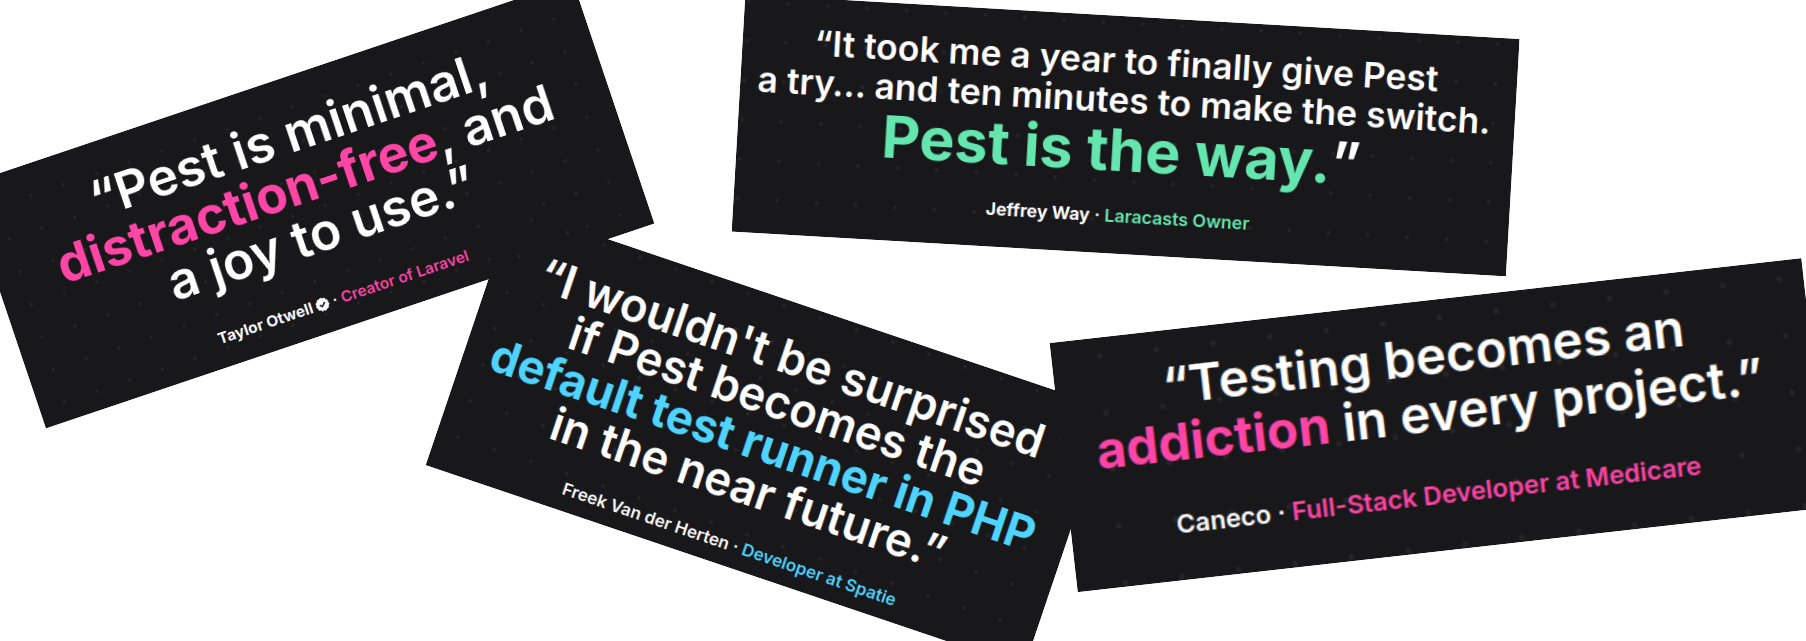 “Pest is minimal,
distraction-free, and
a joy to use.”
Taylor Otwell · Creator of Laravel
“It took me a year to finally give Pest
a try... and ten minutes to make the switch.
Pest is the way.”
Jeffrey Way · Laracasts Owner
“I wouldn't be surprised
if Pest becomes the
default test runner in PHP
in the near future.”
Freek Van der Herten · Developer at Spatie
“Testing becomes an
addiction in every project.”
Caneco · Full-Stack Developer at Medicare